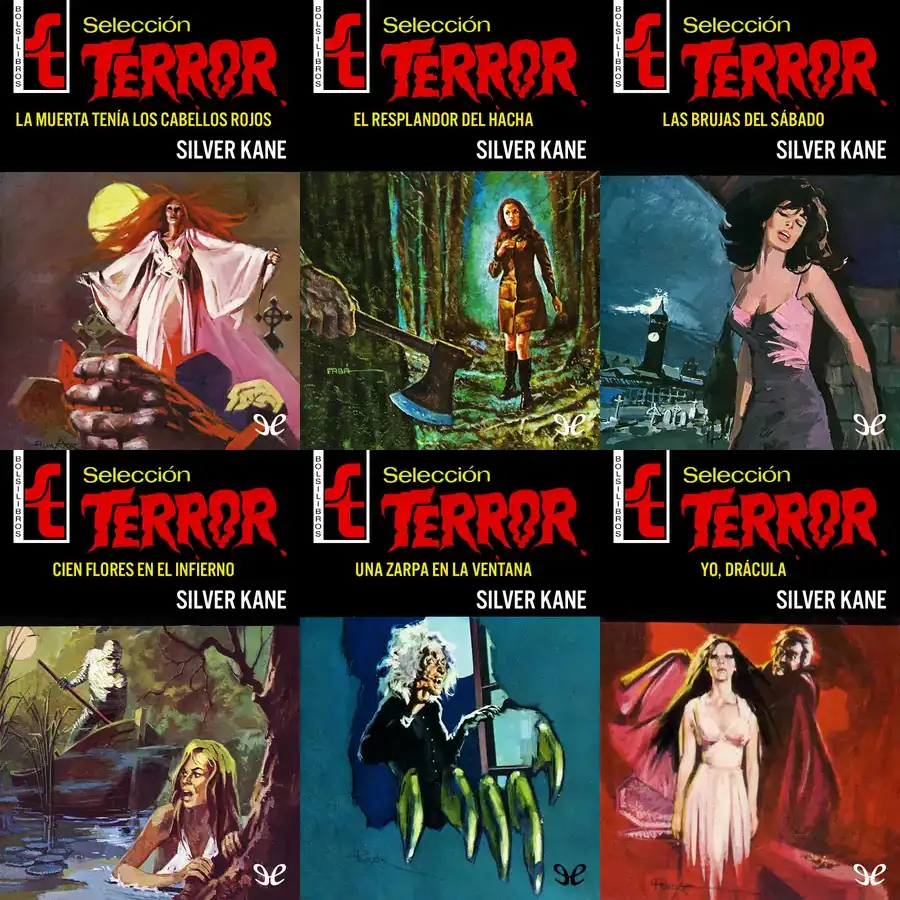 BOLSILIBROS
Selección
TERROR
LA MUERTA TENÍA LOS CABELLOS ROJOS
SILVER KANE
BOLSILIBROS
Selección
TERROR
EL RESPLANDOR DEL HACHA
SILVER KANE
FABA
BOLSILIBROS
Selección
TERROR
LAS BRUJAS DEL SÁBADO
SILVER KANE
BOLSILIBROS
Selección
TERROR
CIEN FLORES EN EL INFIERNO
SILVER KANE
BOLSILIBROS
Selección
TERROR
UNA ZARPA EN LA VENTANA
SILVER KANE
BOLSILIBROS
Selección
TERROR
YO, DRÁCULA
SILVER KANE